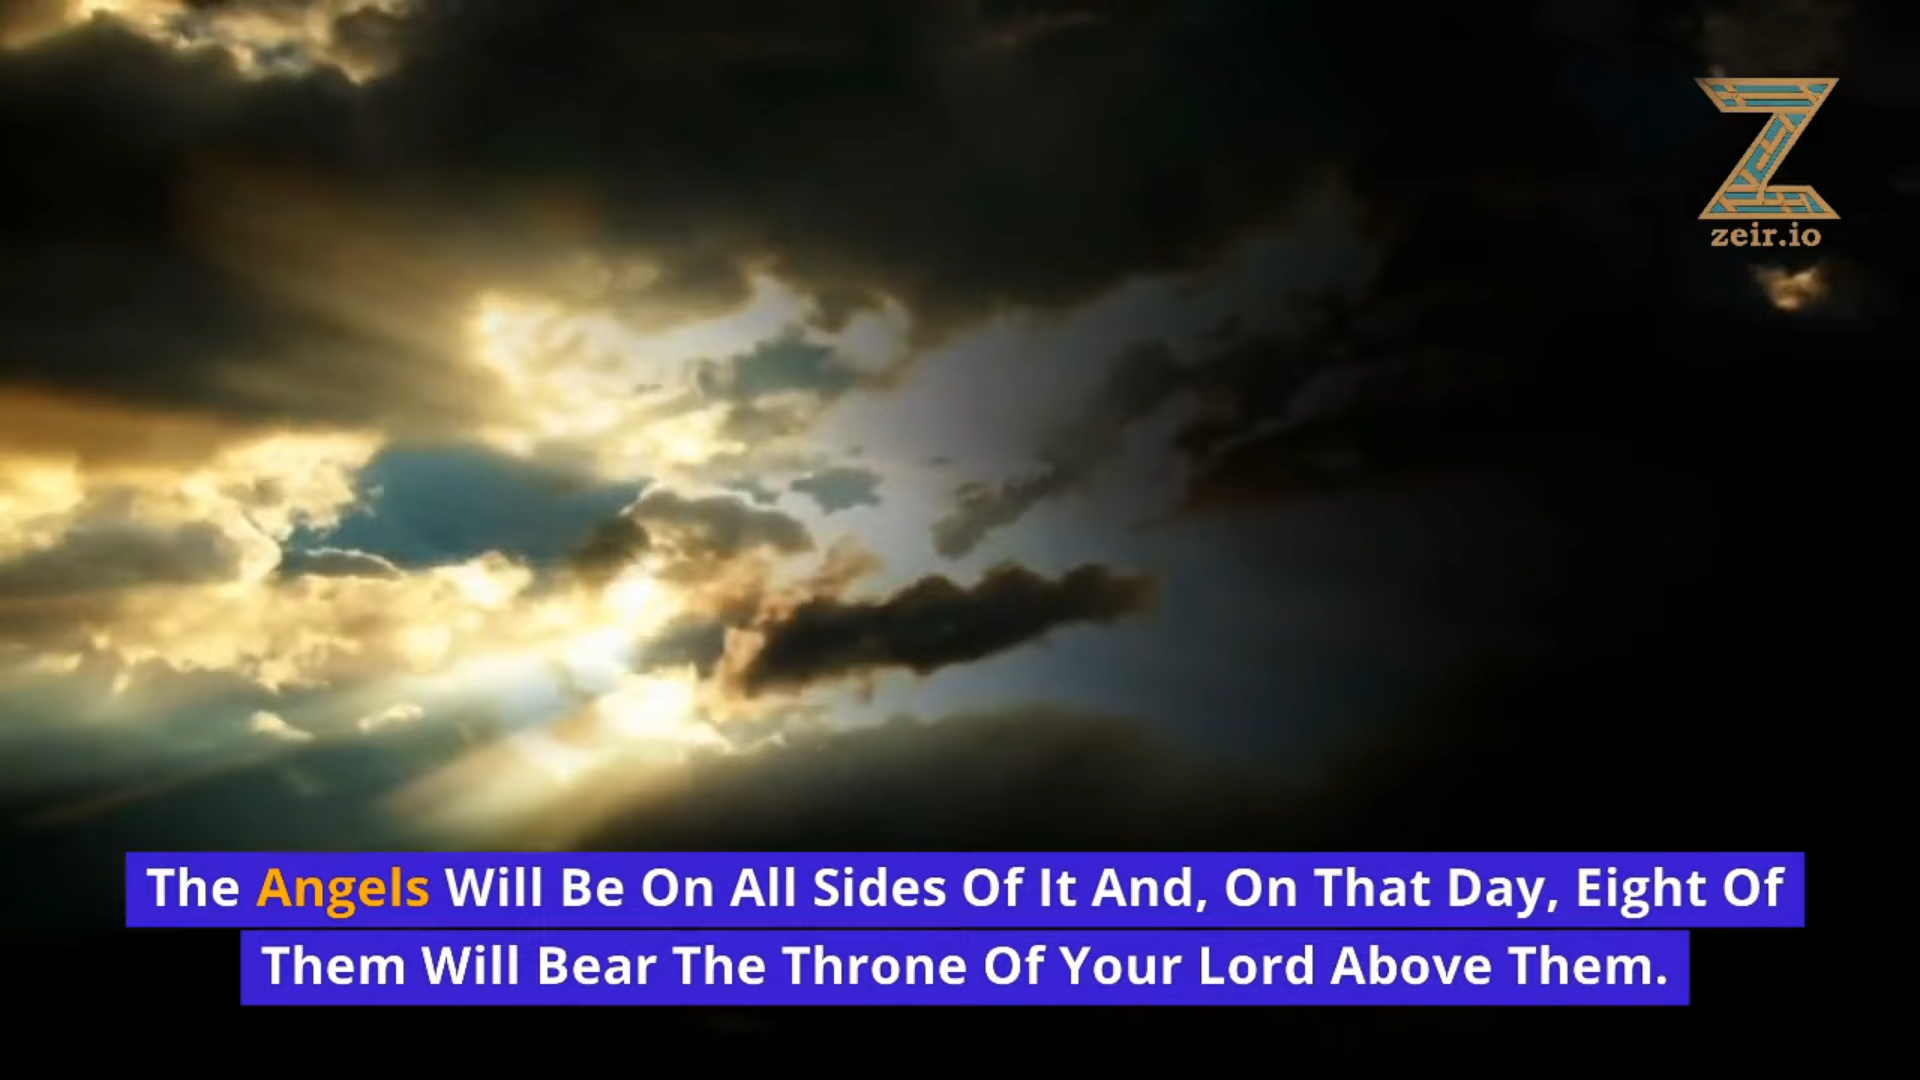 zeir.io
The Angels Will Be On All Sides Of It And, On That Day, Eight Of
Them Will Bear The Throne Of Your Lord Above Them.